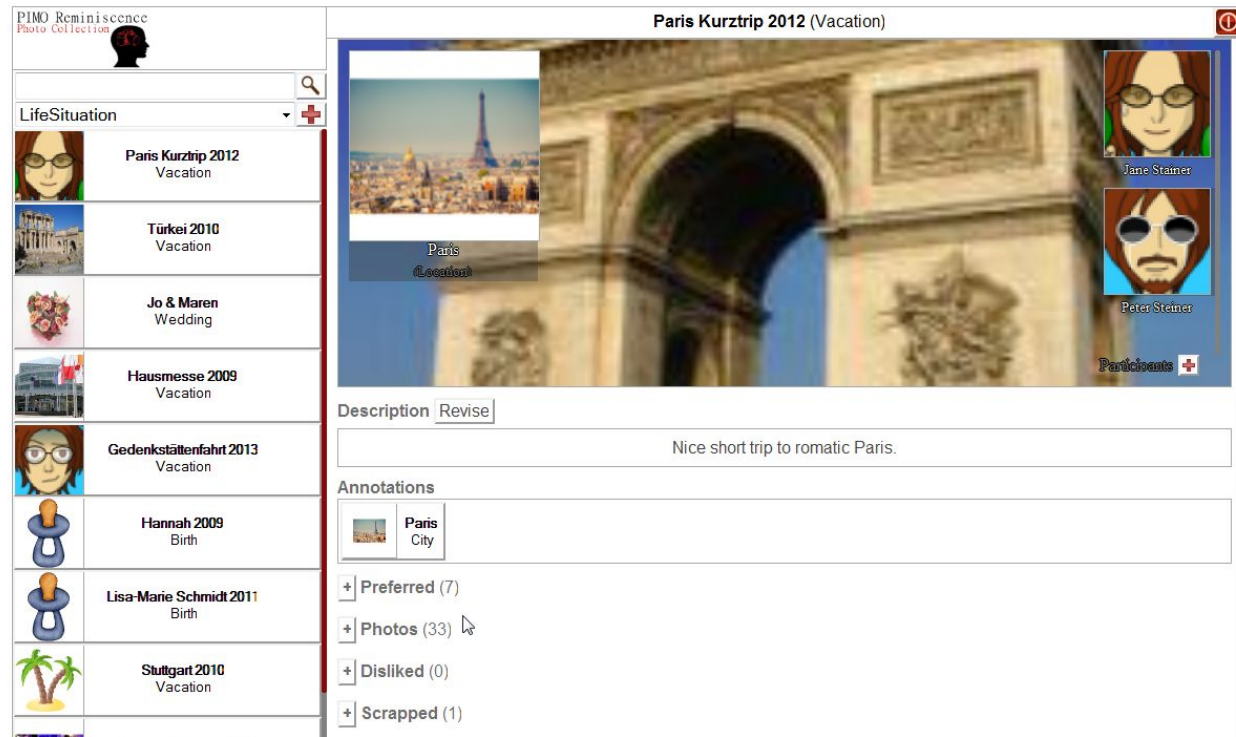 PIMO Reminiscence
Photo Collection
LifeSituation
Paris Kurztrip 2012
Vacation
Türkei 2010
Vacation
Jo & Maren
Wedding
Hausmesse 2009
Vacation
Gedenkstättenfahrt 2013
Vacation
Hannah 2009
Birth
Lisa-Marie Schmidt 2011
Birth
Stuttgart 2010
Vacation
Paris Kurztrip 2012 (Vacation)
Paris
(Location)
Jane Stainer
Peter Steiner
Participants
Description Revise
Nice short trip to romatic Paris.
Annotations
Paris
City
+ Preferred (7)
+ Photos (33)
+ Disliked (0)
+ Scrapped (1)